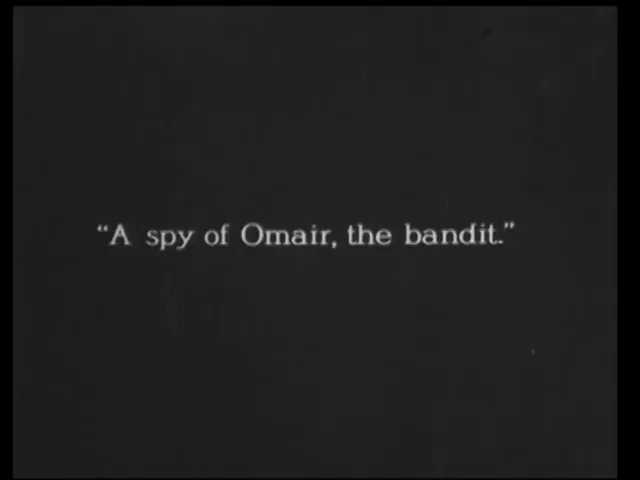 “A spy of Omair, the bandit.”